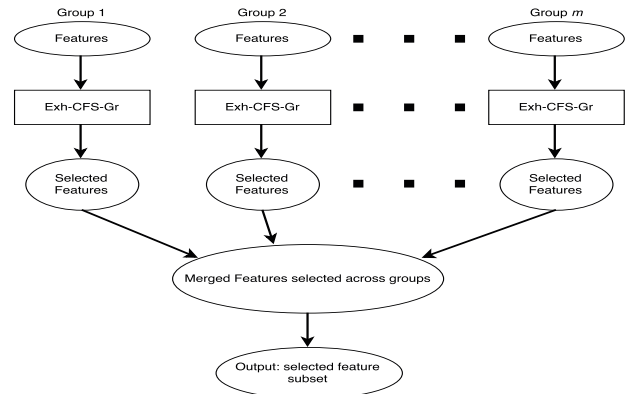 Group 1 Group 2 Group m
Features Features Features
Exh-CFS-Gr Exh-CFS-Gr Exh-CFS-Gr
Selected Features Selected Features Selected Features
Merged Features selected across groups
Output: selected feature
subset